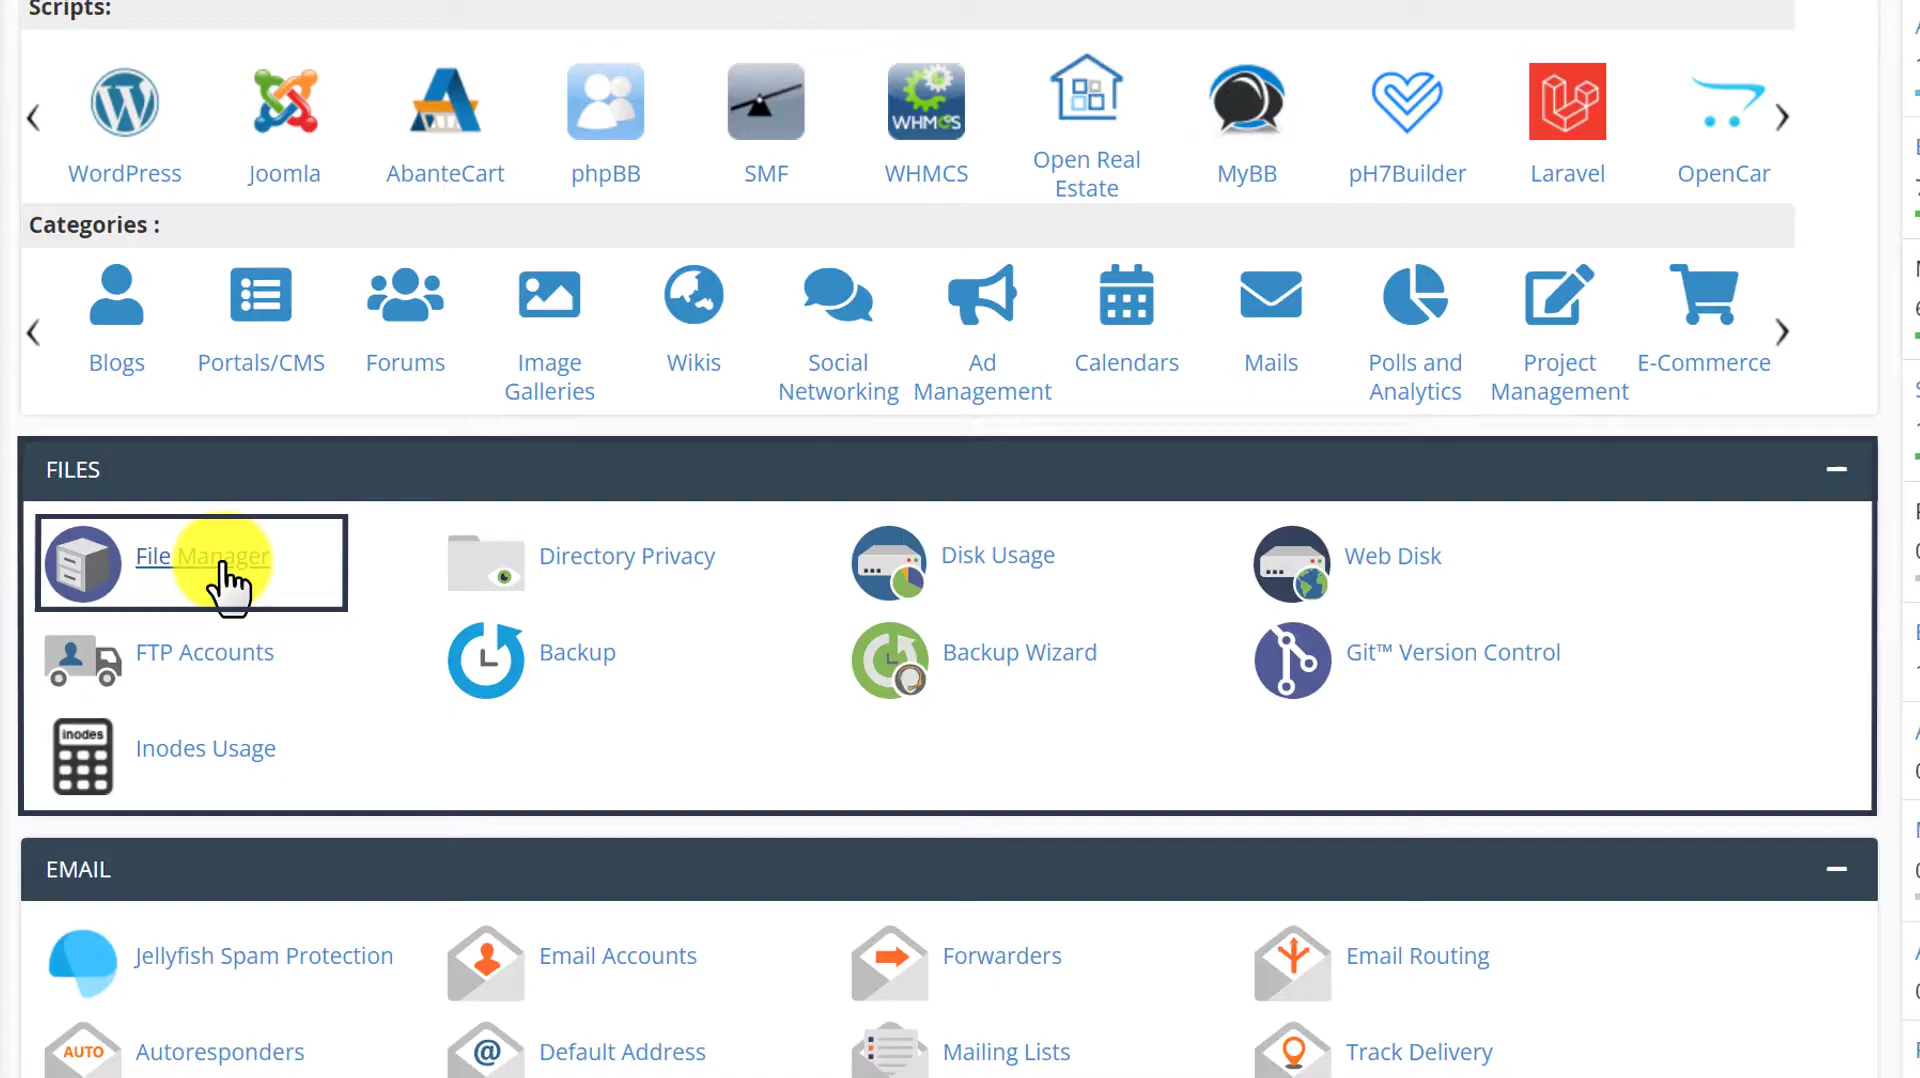 Scripts:
WordPress
Joomla
AbanteCart
phpBB
SMF
WHMCS
WHMCS
Open Real
Estate
MyBB
pH7Builder
Laravel
OpenCar
Categories :
Blogs
Portals/CMS
Forums
Image
Galleries
Wikis
Social
Networking
Ad
Management
Calendars
Mails
Polls and
Analytics
Project
Management
E-Commerce
FILES
File Manager
Directory Privacy
Disk Usage
Web Disk
FTP Accounts
Backup
Backup Wizard
Git™ Version Control
inodes
Inodes Usage
EMAIL
Jellyfish Spam Protection
Email Accounts
Forwarders
Email Routing
AUTO
Autoresponders
@
Default Address
Mailing Lists
Track Delivery